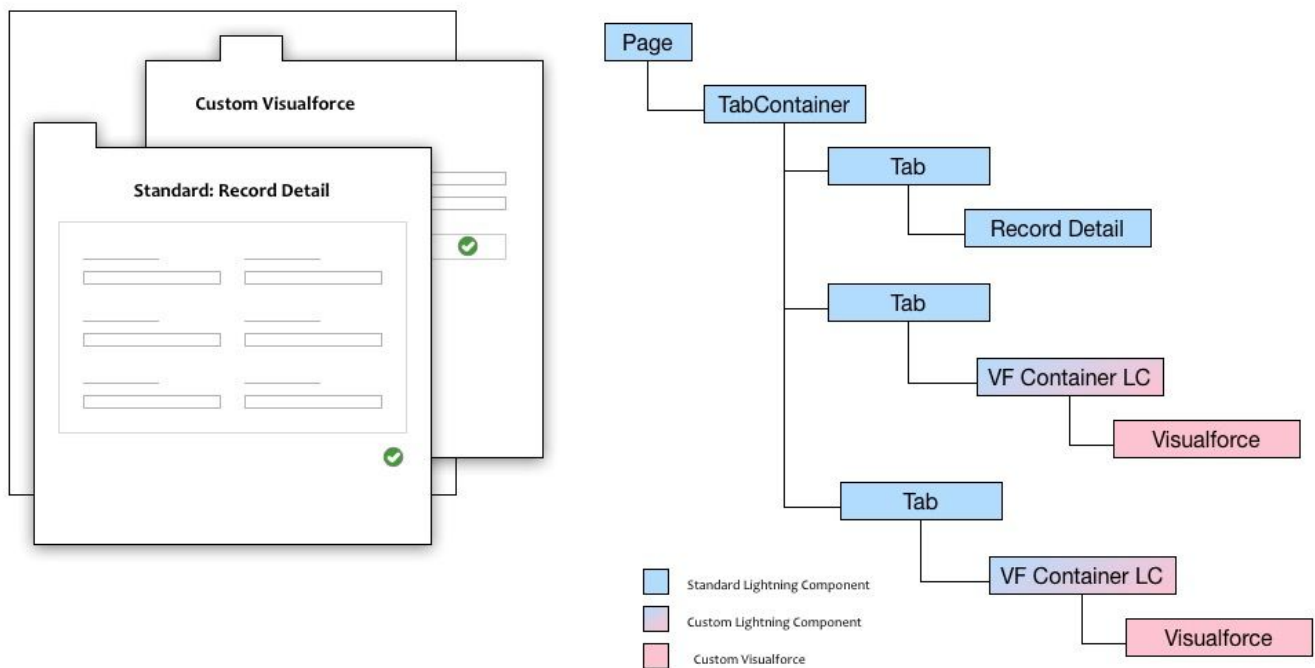 Custom Visualforce
Standard: Record Detail
Page
TabContainer
Tab
Record Detail
Tab
VF Container LC
Visualforce
Tab
VF Container LC
Visualforce
Standard Lightning Component
Custom Lightning Component
Custom Visualforce